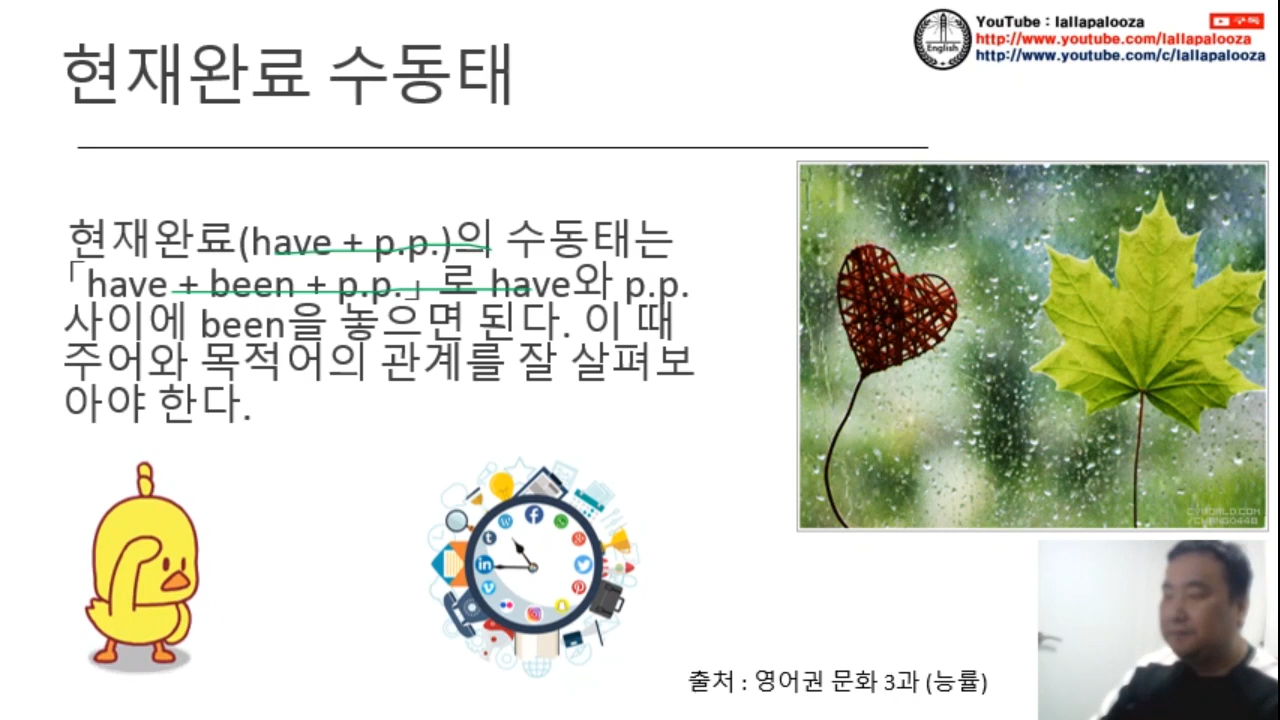 현재완료 수동태
YouTube : lallapalooza
구독
http://www.youtube.com/lallapalooza
http://www.youtube.com/c/lallapalooza
English
현재완료(have + p.p.)의 수동태는
「have + been + p.p.」로 have와 p.p.
사이에 been을 놓으면 된다. 이 때
주어와 목적어의 관계를 잘 살펴보
아야 한다.
in
출처 : 영어권 문화 3과 (능률)